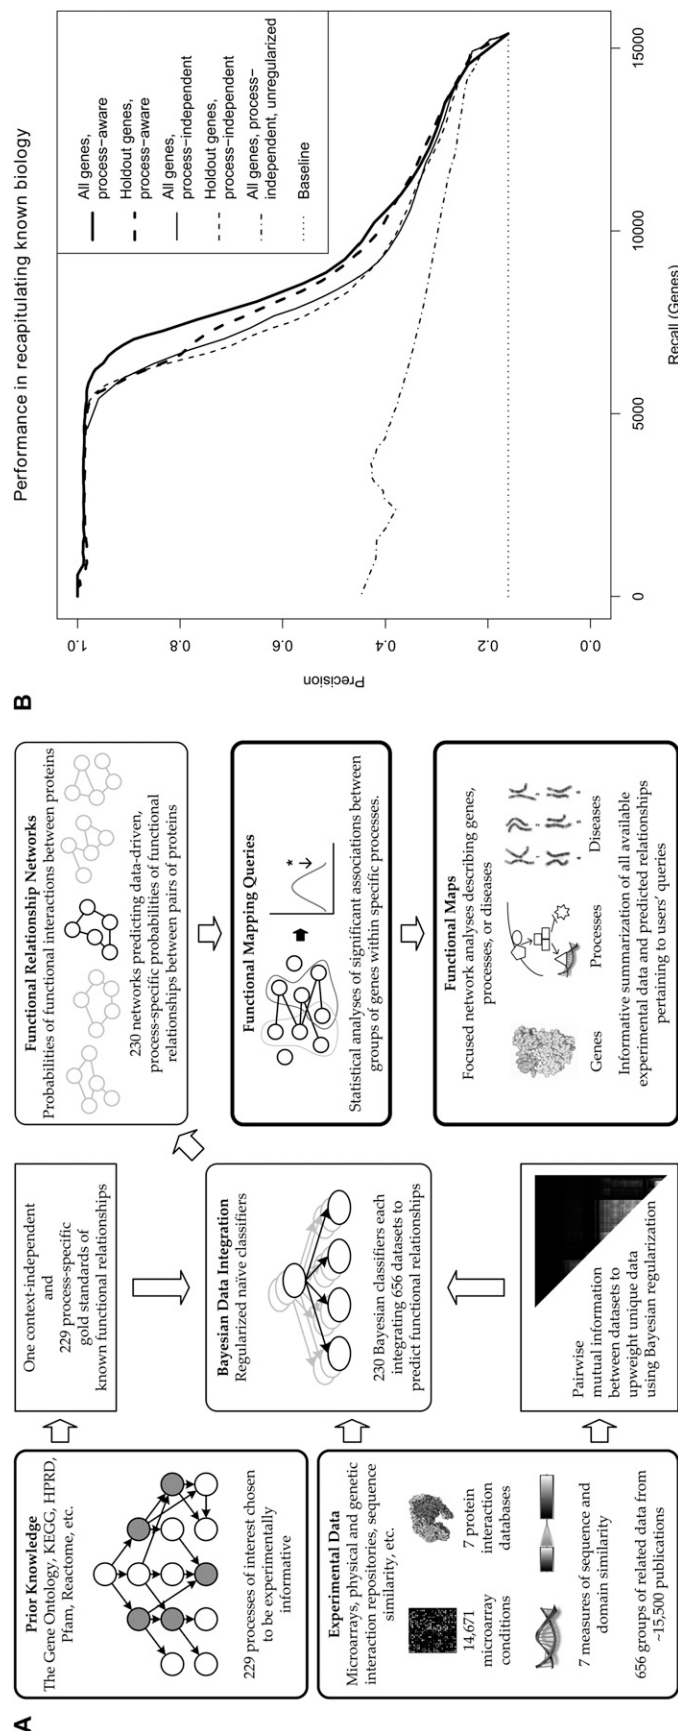 A
Prior Knowledge
The Gene Ontology, KEGG, HPRD,
Pfam, Reactome, etc.
229 processes of interest chosen
to be experimentally
informative
Experimental Data
Microarrays, physical and genetic
interaction repositories, sequence
similarity, etc.
14,671
microarray
conditions
7 protein
interaction
databases
7 measures of sequence and
domain similarity
656 groups of related data from
~15,500 publications
One context-independent
and
229 process-specific
gold standards of
known functional relationships
Bayesian Data Integration
Regularized naïve classifiers
230 Bayesian classifiers each
integrating 656 datasets to
predict functional relationships
Pairwise
mutual information
between datasets to
upweight unique data
using Bayesian regularization
Functional Relationship Networks
Probabilities of functional interactions between proteins
230 networks predicting data-driven,
process-specific probabilities of functional
relationships between pairs of proteins
Functional Mapping Queries
*
Statistical analyses of significant associations between
groups of genes within specific processes.
Functional Maps
Focused network analyses describing genes,
processes, or diseases
Genes
Processes
Diseases
Informative summarization of all available
experimental data and predicted relationships
pertaining to users' queries
B
Performance in recapitulating known biology
Precision
1.0
0.8
0.6
0.4
0.2
0.0
All genes,
process-aware
Holdout genes,
process-aware
All genes,
process-independent
Holdout genes,
process-independent
All genes, process-
independent, unregularized
Baseline
0
5000
10000
15000
Recall (Genes)